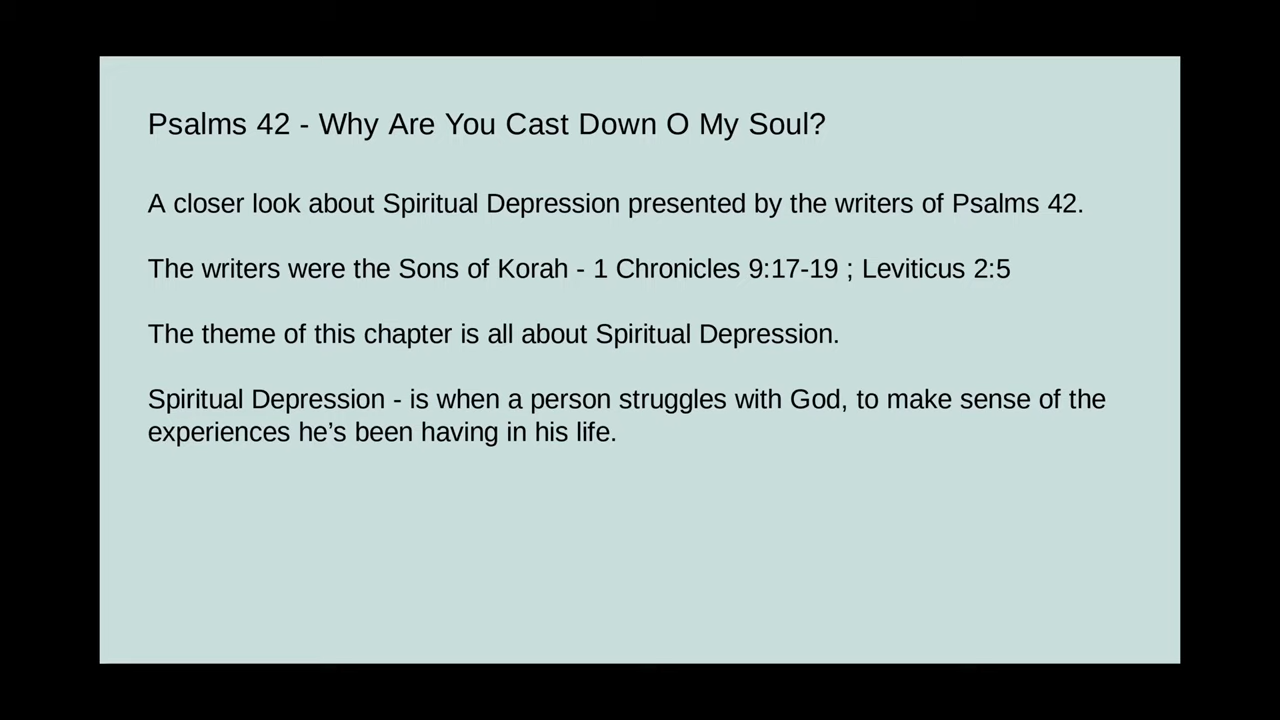 Psalms 42 - Why Are You Cast Down O My Soul?
A closer look about Spiritual Depression presented by the writers of Psalms 42.
The writers were the Sons of Korah - 1 Chronicles 9:17-19 ; Leviticus 2:5
The theme of this chapter is all about Spiritual Depression.
Spiritual Depression - is when a person struggles with God, to make sense of the
experiences he’s been having in his life.